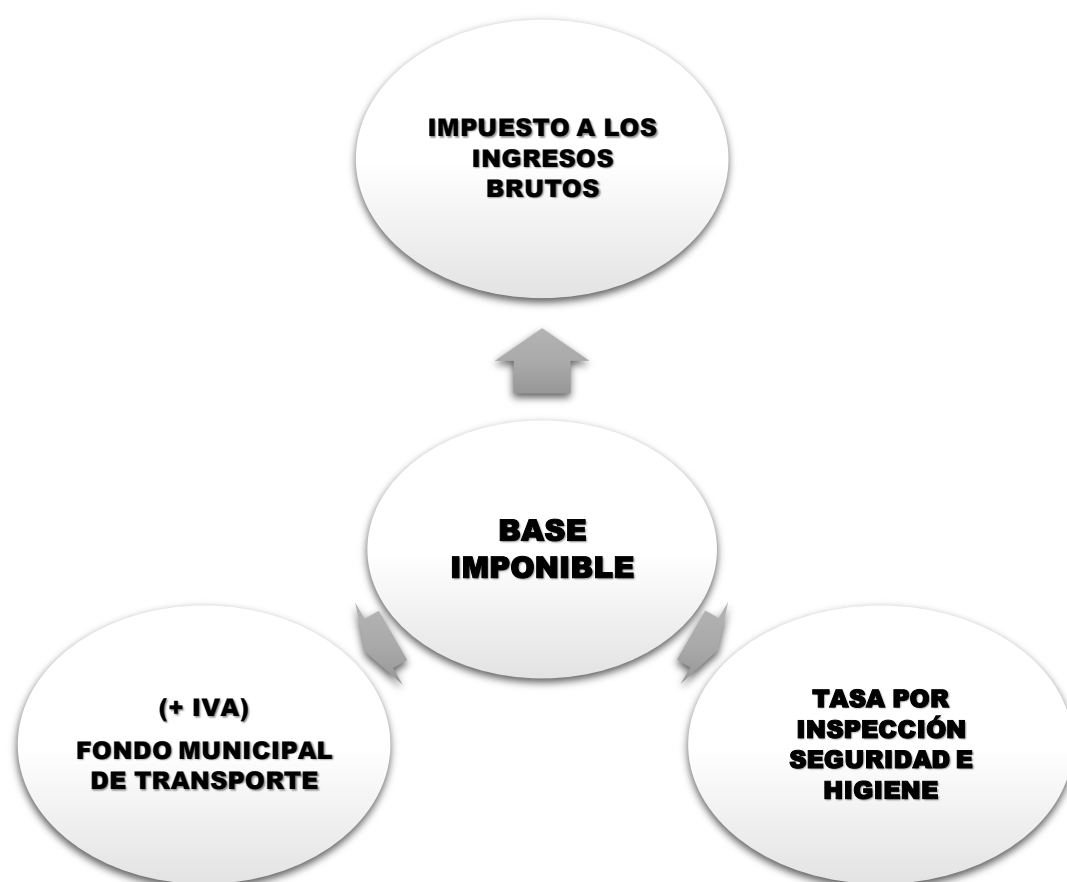 IMPUESTO A LOS
INGRESOS
BRUTOS
BASE
IMPONIBLE
(+ IVA)
FONDO MUNICIPAL
DE TRANSPORTE
TASA POR
INSPECCIÓN
SEGURIDAD E
HIGIENE